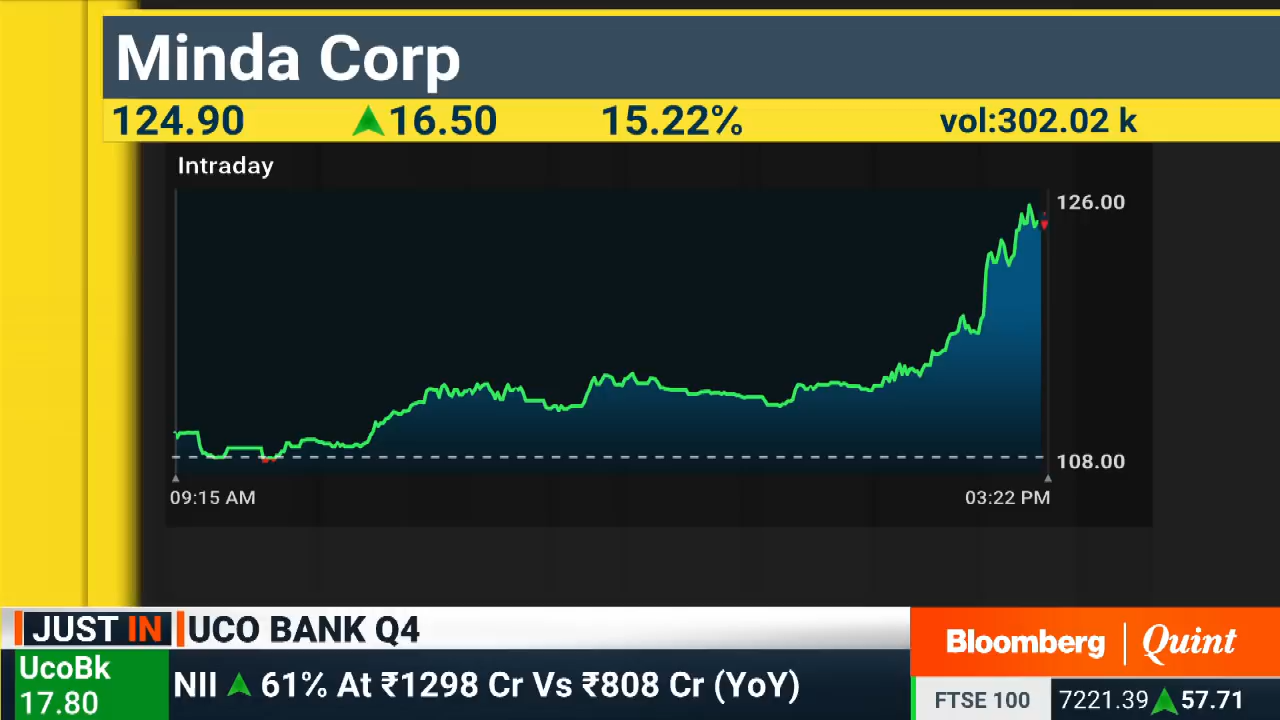 Minda Corp
124.90 ▲16.50 15.22% vol:302.02 k
Intraday
126.00
108.00
09:15 AM 03:22 PM
JUST IN UCO BANK Q4
UcoBk
17.80
NII ▲ 61% At ₹1298 Cr Vs ₹808 Cr (YoY)
Bloomberg | Quint
FTSE 100 7221.39 ▲57.71